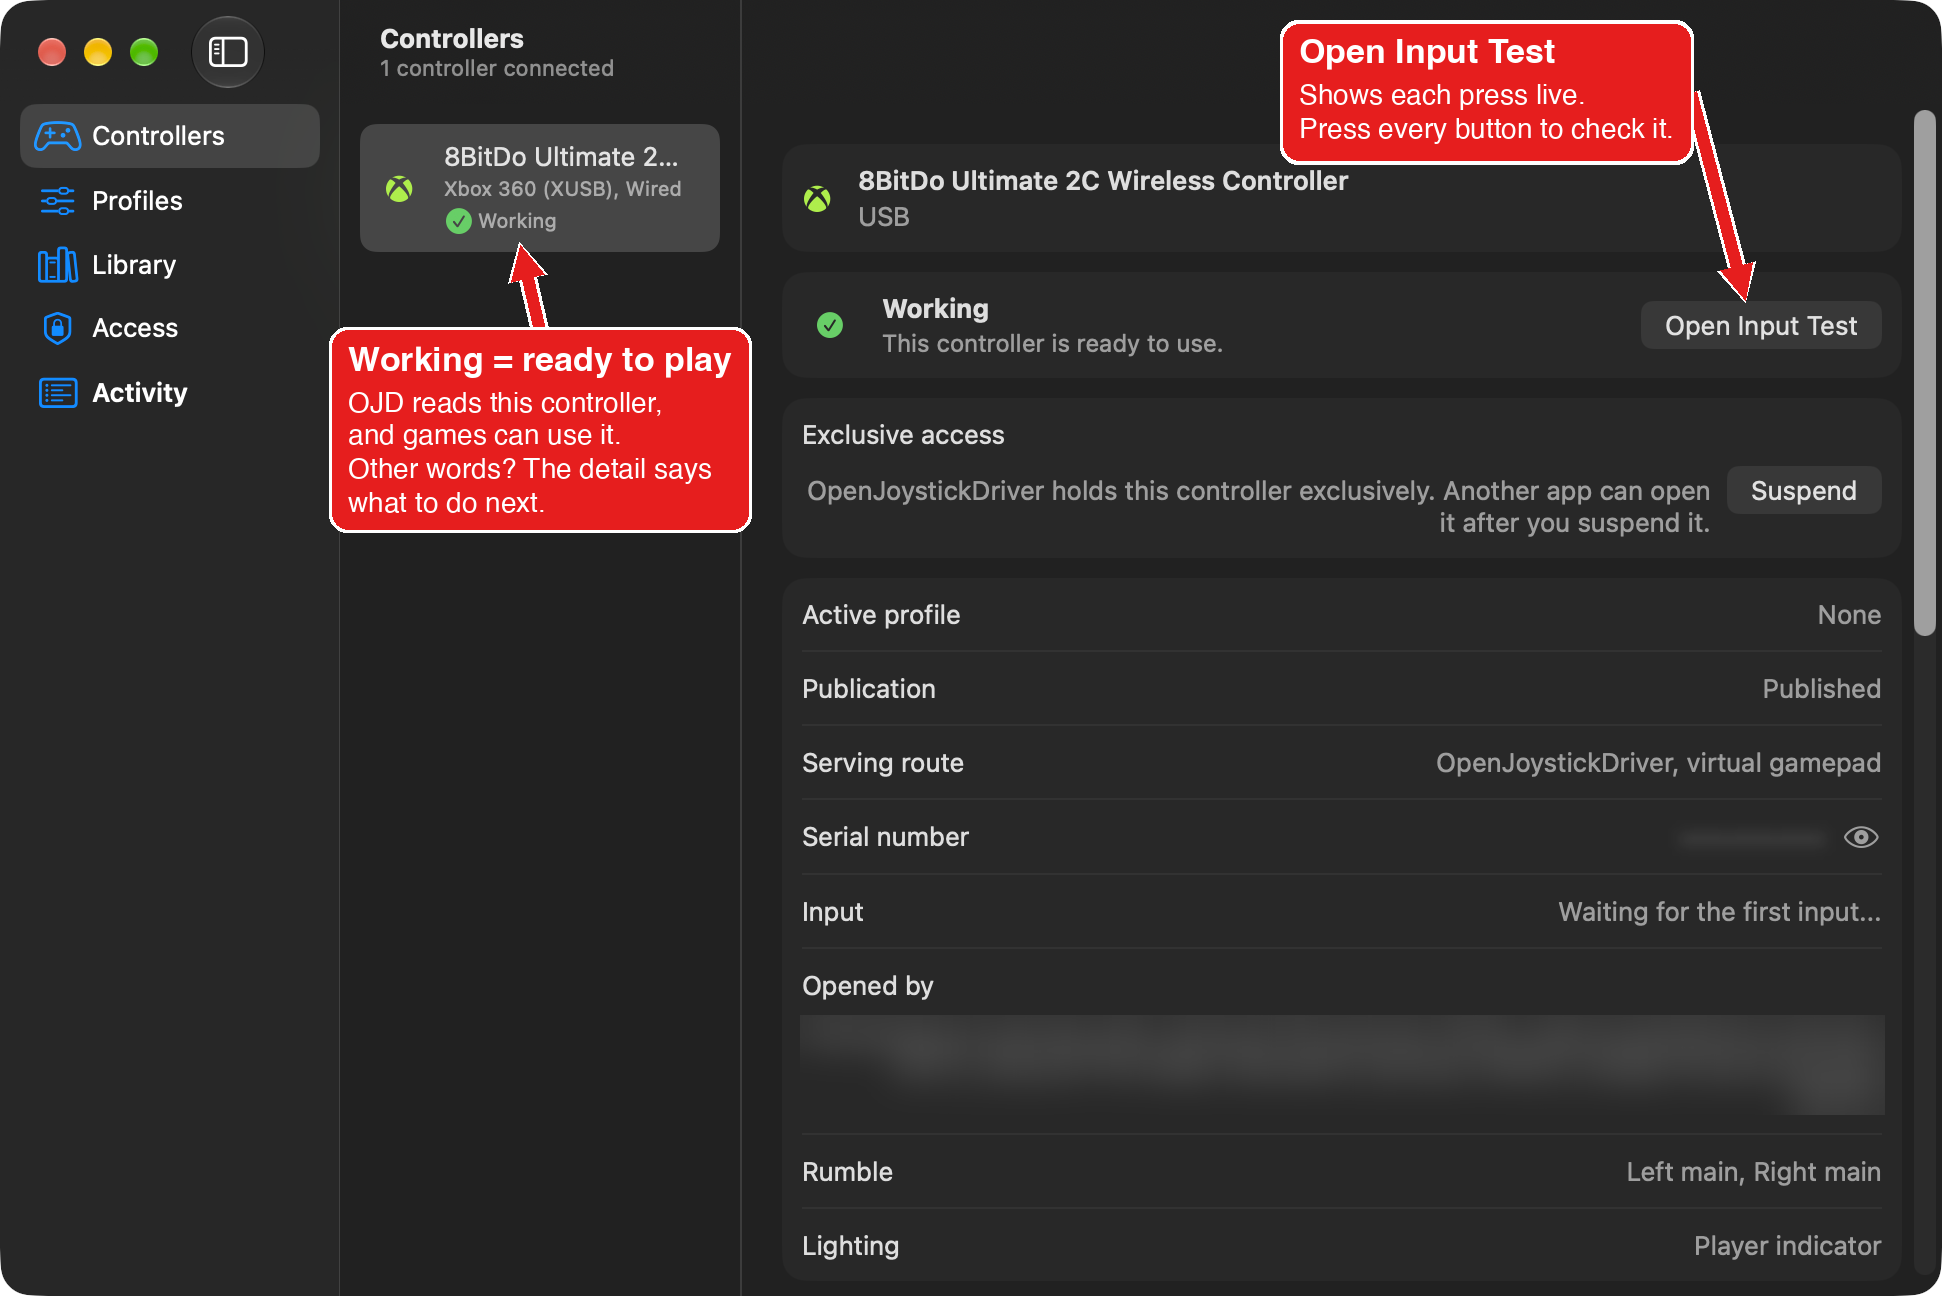 Controllers
Profiles
Library
Access
Activity
Controllers
1 controller connected
8BitDo Ultimate 2...
Xbox 360 (XUSB), Wired
Working
Working = ready to play
OJD reads this controller,
and games can use it.
Other words? The detail says
what to do next.
Open Input Test
Shows each press live.
Press every button to check it.
8BitDo Ultimate 2C Wireless Controller
USB
Working
This controller is ready to use.
Open Input Test
Exclusive access
OpenJoystickDriver holds this controller exclusively. Another app can open
it after you suspend it.
Suspend
Active profile
None
Publication
Published
Serving route
OpenJoystickDriver, virtual gamepad
Serial number
Input
Waiting for the first input...
Opened by
Rumble
Left main, Right main
Lighting
Player indicator